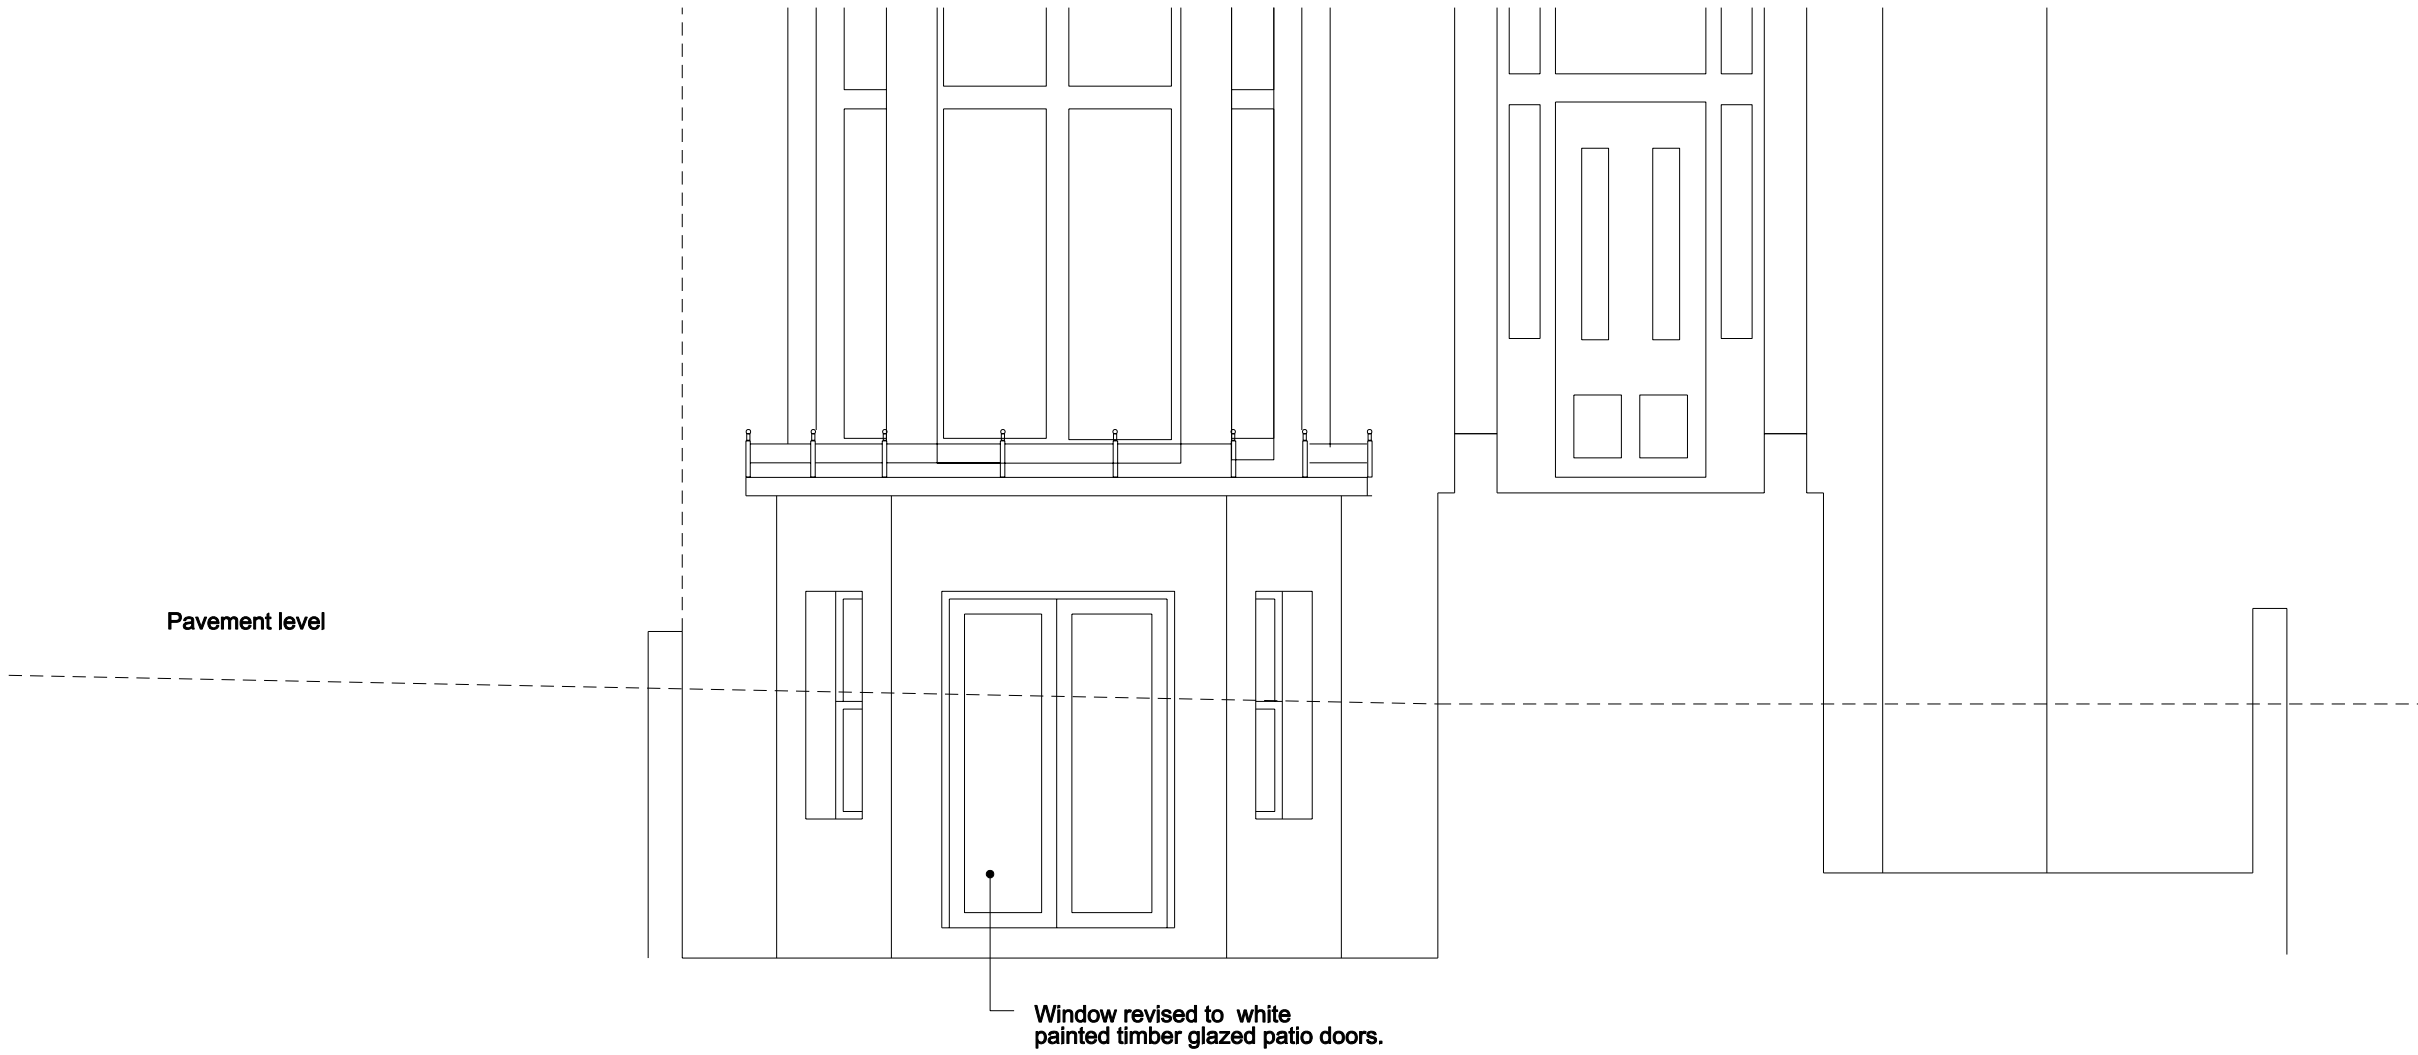 Pavement level
Window revised to  white
painted timber glazed patio doors.